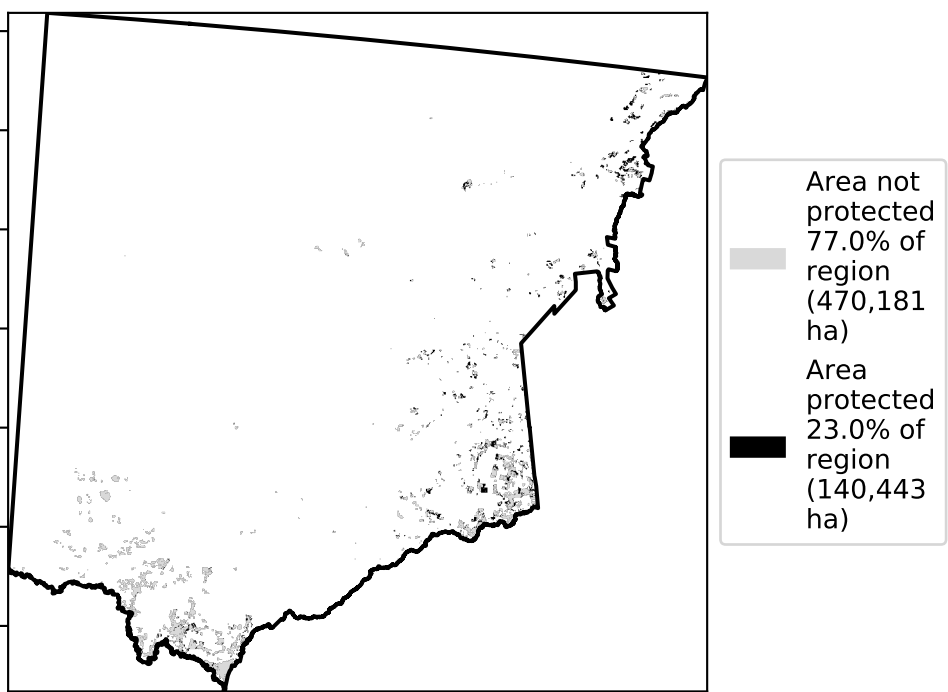 Area not
protected
77.0% of
region
(470,181
ha)
Area
protected
23.0% of
region
(140,443
ha)